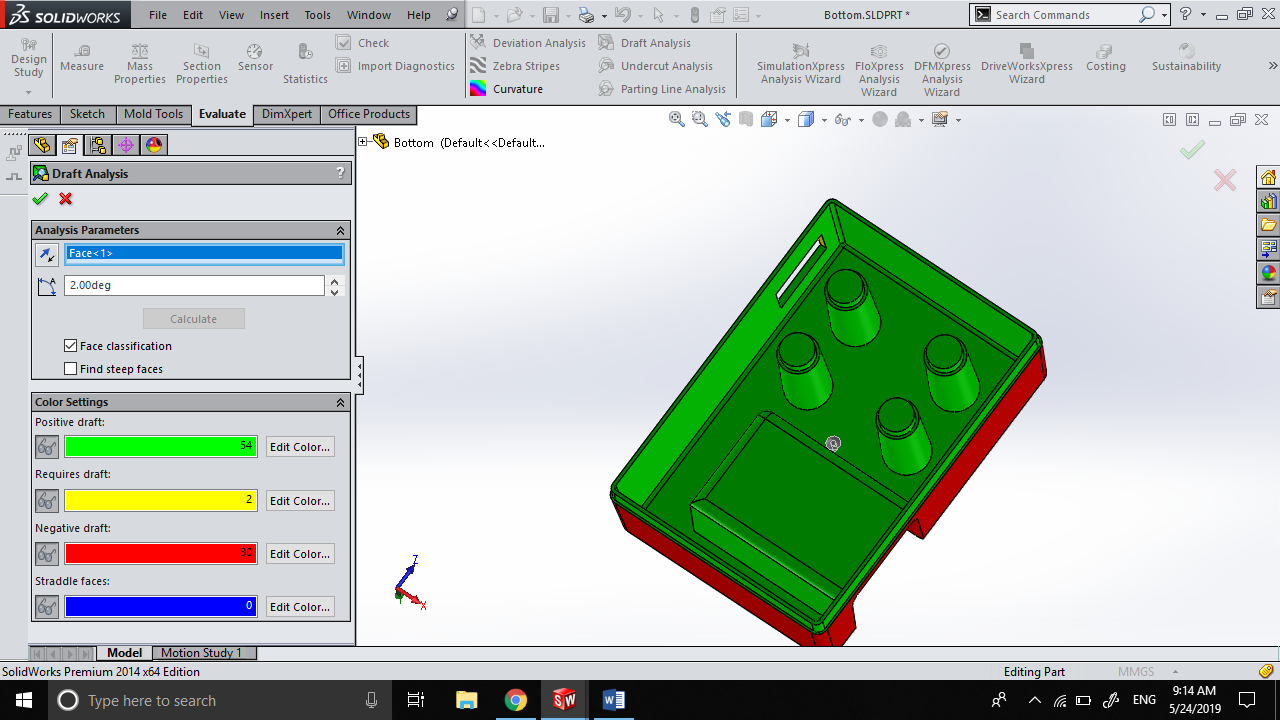 SOLIDWORKS File Edit View Insert Tools Window Help Bottom.SLDPRT * Search Commands ?
Design Study
Measure
Mass Properties
Section Properties
Sensor
Statistics
Check
Import Diagnostics
Deviation Analysis
Zebra Stripes
Curvature
Draft Analysis
Undercut Analysis
Parting Line Analysis
SimulationXpress Analysis Wizard
FloXpress Analysis Wizard
DFMXpress Analysis Wizard
DriveWorksXpress Wizard
Costing
Sustainability
Features Sketch Mold Tools Evaluate DimXpert Office Products
Bottom (Default<<Default...
Draft Analysis ?
Analysis Parameters
Face<1>
2.00deg
Calculate
Face classification
Find steep faces
Color Settings
Positive draft:
54 Edit Color...
Requires draft:
2 Edit Color...
Negative draft:
30 Edit Color...
Straddle faces:
0 Edit Color...
Z
X
Model Motion Study 1
SolidWorks Premium 2014 x64 Edition Editing Part MMGS
Type here to search ENG 9:14 AM
5/24/2019